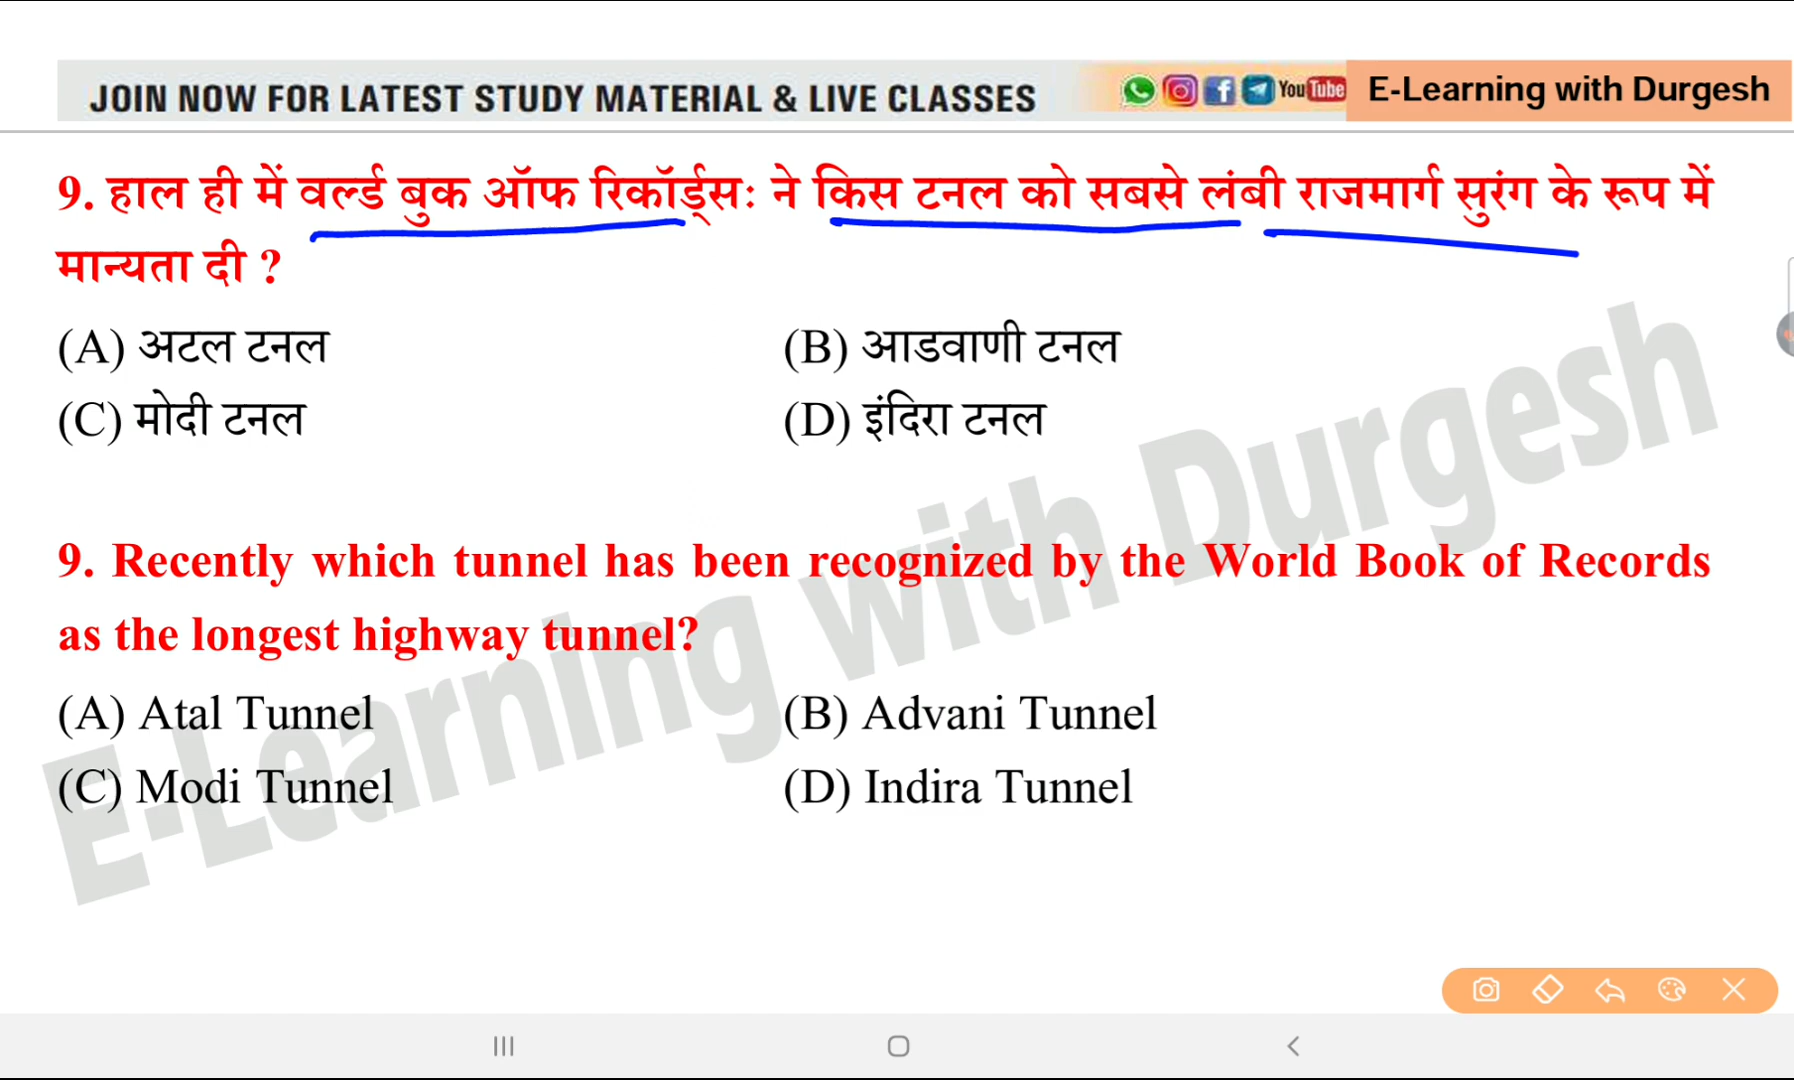 JOIN NOW FOR LATEST STUDY MATERIAL & LIVE CLASSES
YouTube
E-Learning with Durgesh
9. हाल ही में वर्ल्ड बुक ऑफ रिकॉर्ड्सः ने किस टनल को सबसे लंबी राजमार्ग सुरंग के रूप में
मान्यता दी ?
(A) अटल टनल
(B) आडवाणी टनल
(C) मोदी टनल
(D) इंदिरा टनल
9. Recently which tunnel has been recognized by the World Book of Records
as the longest highway tunnel?
(A) Atal Tunnel
(B) Advani Tunnel
(C) Modi Tunnel
(D) Indira Tunnel
E-Learning with Durgesh